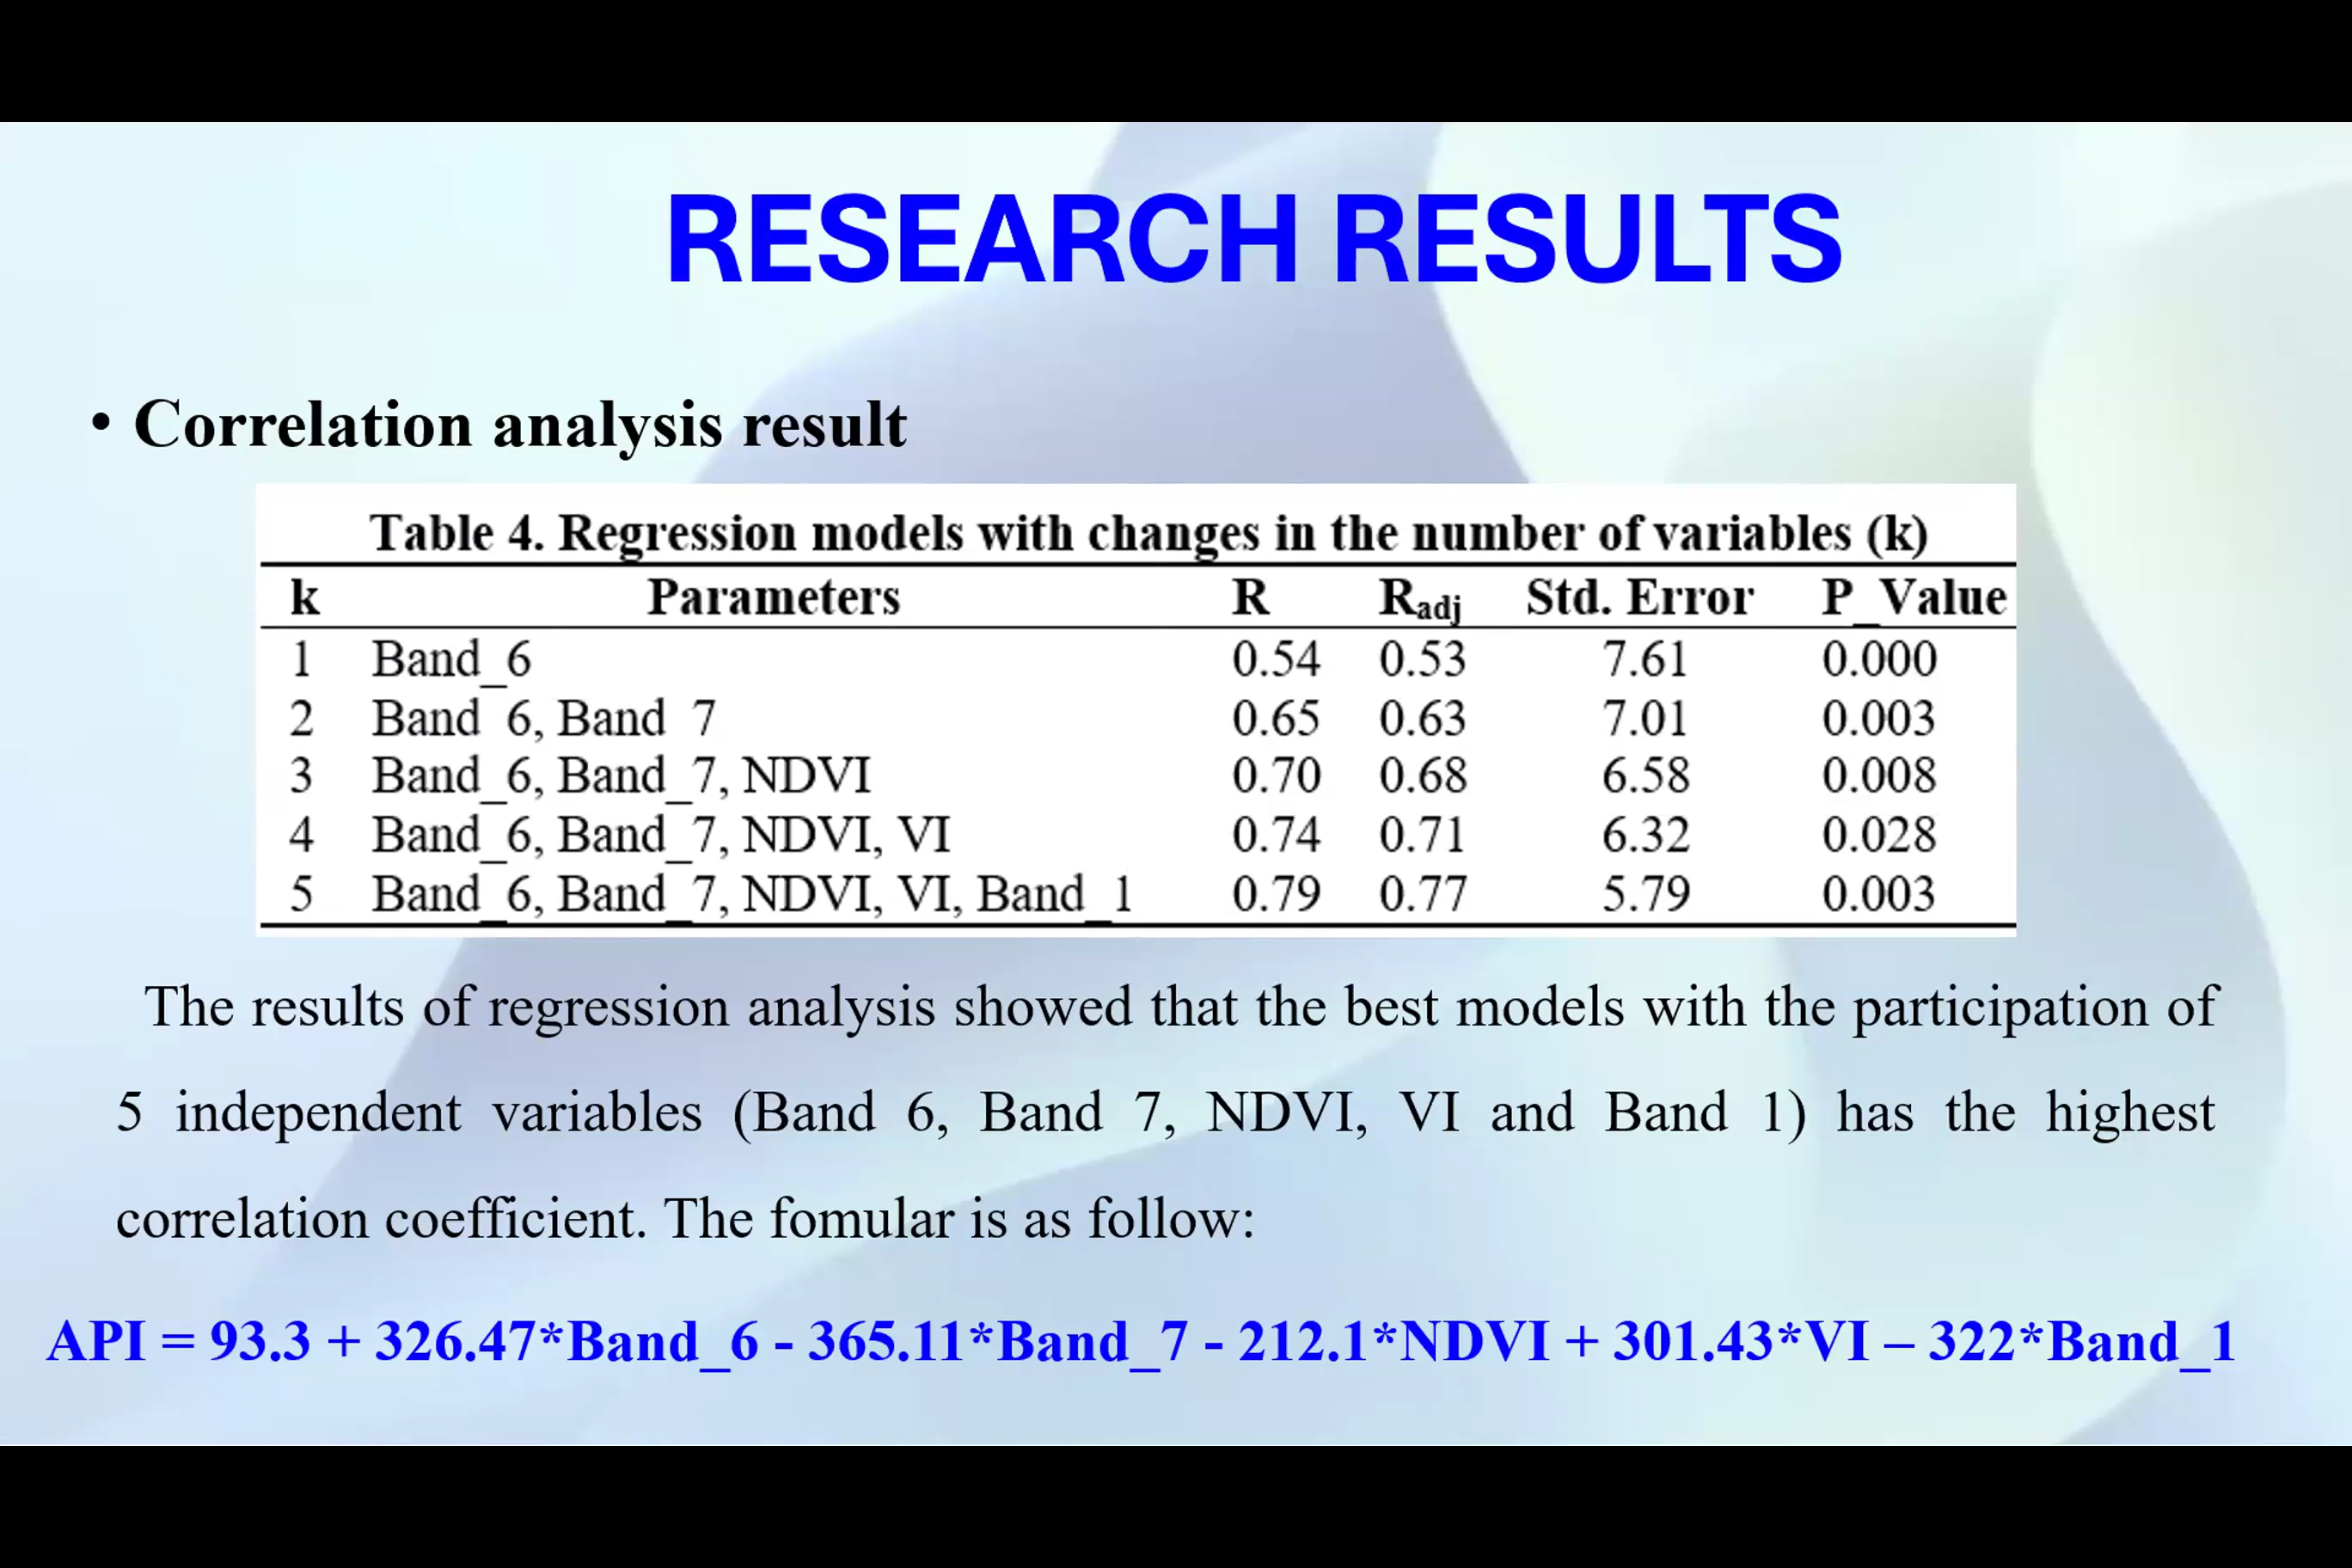 RESEARCH RESULTS
• Correlation analysis result
Table 4. Regression models with changes in the number of variables (k)
k Parameters R Radj Std. Error P_Value
1 Band_6 0.54 0.53 7.61 0.000
2 Band_6, Band_7 0.65 0.63 7.01 0.003
3 Band_6, Band_7, NDVI 0.70 0.68 6.58 0.008
4 Band_6, Band_7, NDVI, VI 0.74 0.71 6.32 0.028
5 Band_6, Band_7, NDVI, VI, Band_1 0.79 0.77 5.79 0.003
The results of regression analysis showed that the best models with the participation of
5 independent variables (Band 6, Band 7, NDVI, VI and Band 1) has the highest
correlation coefficient. The fomular is as follow:
API = 93.3 + 326.47*Band_6 - 365.11*Band_7 - 212.1*NDVI + 301.43*VI – 322*Band_1